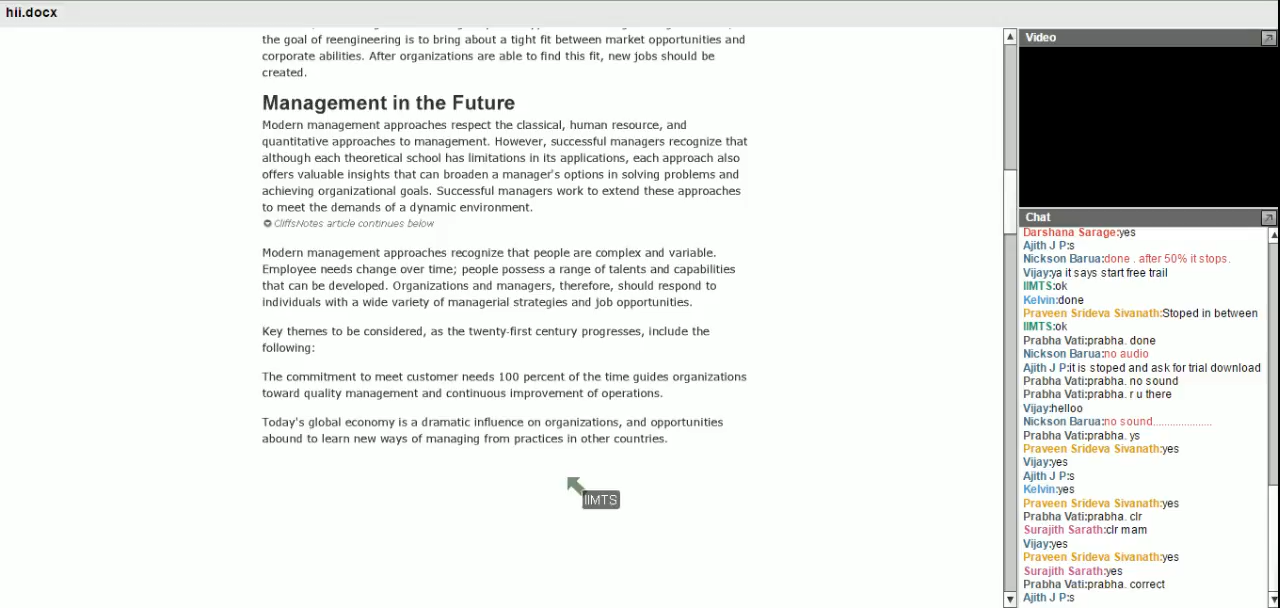 hii.docx
the goal of reengineering is to bring about a tight fit between market opportunities and
corporate abilities. After organizations are able to find this fit, new jobs should be
created.
Management in the Future
Modern management approaches respect the classical, human resource, and
quantitative approaches to management. However, successful managers recognize that
although each theoretical school has limitations in its applications, each approach also
offers valuable insights that can broaden a manager's options in solving problems and
achieving organizational goals. Successful managers work to extend these approaches
to meet the demands of a dynamic environment.
CliffsNotes article continues below
Modern management approaches recognize that people are complex and variable.
Employee needs change over time; people possess a range of talents and capabilities
that can be developed. Organizations and managers, therefore, should respond to
individuals with a wide variety of managerial strategies and job opportunities.
Key themes to be considered, as the twenty-first century progresses, include the
following:
The commitment to meet customer needs 100 percent of the time guides organizations
toward quality management and continuous improvement of operations.
Today's global economy is a dramatic influence on organizations, and opportunities
abound to learn new ways of managing from practices in other countries.
IIMTS
Video
Chat
Darshana Sarage:yes
Ajith J P:s
Nickson Barua:done . after 50% it stops.
Vijay:ya it says start free trail
IIMTS:ok
Kelvin:done
Praveen Srideva Sivanath:Stoped in between
IIMTS:ok
Prabha Vati:prabha. done
Nickson Barua:no audio
Ajith J P:it is stoped and ask for trial download
Prabha Vati:prabha. no sound
Prabha Vati:prabha. r u there
Vijay:helloo
Nickson Barua:no sound....................
Prabha Vati:prabha. ys
Praveen Srideva Sivanath:yes
Vijay:yes
Ajith J P:s
Kelvin:yes
Praveen Srideva Sivanath:yes
Prabha Vati:prabha. clr
Surajith Sarath:clr mam
Vijay:yes
Praveen Srideva Sivanath:yes
Surajith Sarath:yes
Prabha Vati:prabha. correct
Ajith J P:s